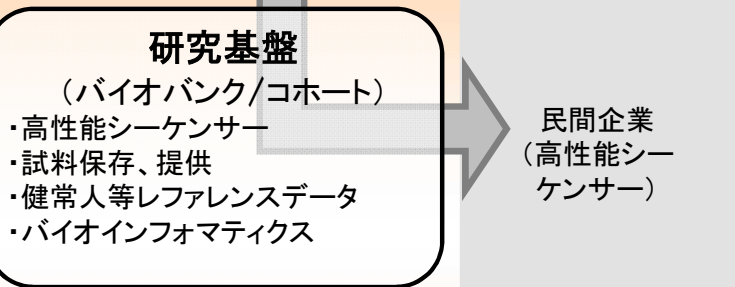 研究基盤
（バイオバンク/コホート）
・高性能シーケンサー
・試料保存、提供
・健常人等レファレンスデータ
・バイオインフォマティクス
民間企業
（高性能シー
ケンサー）